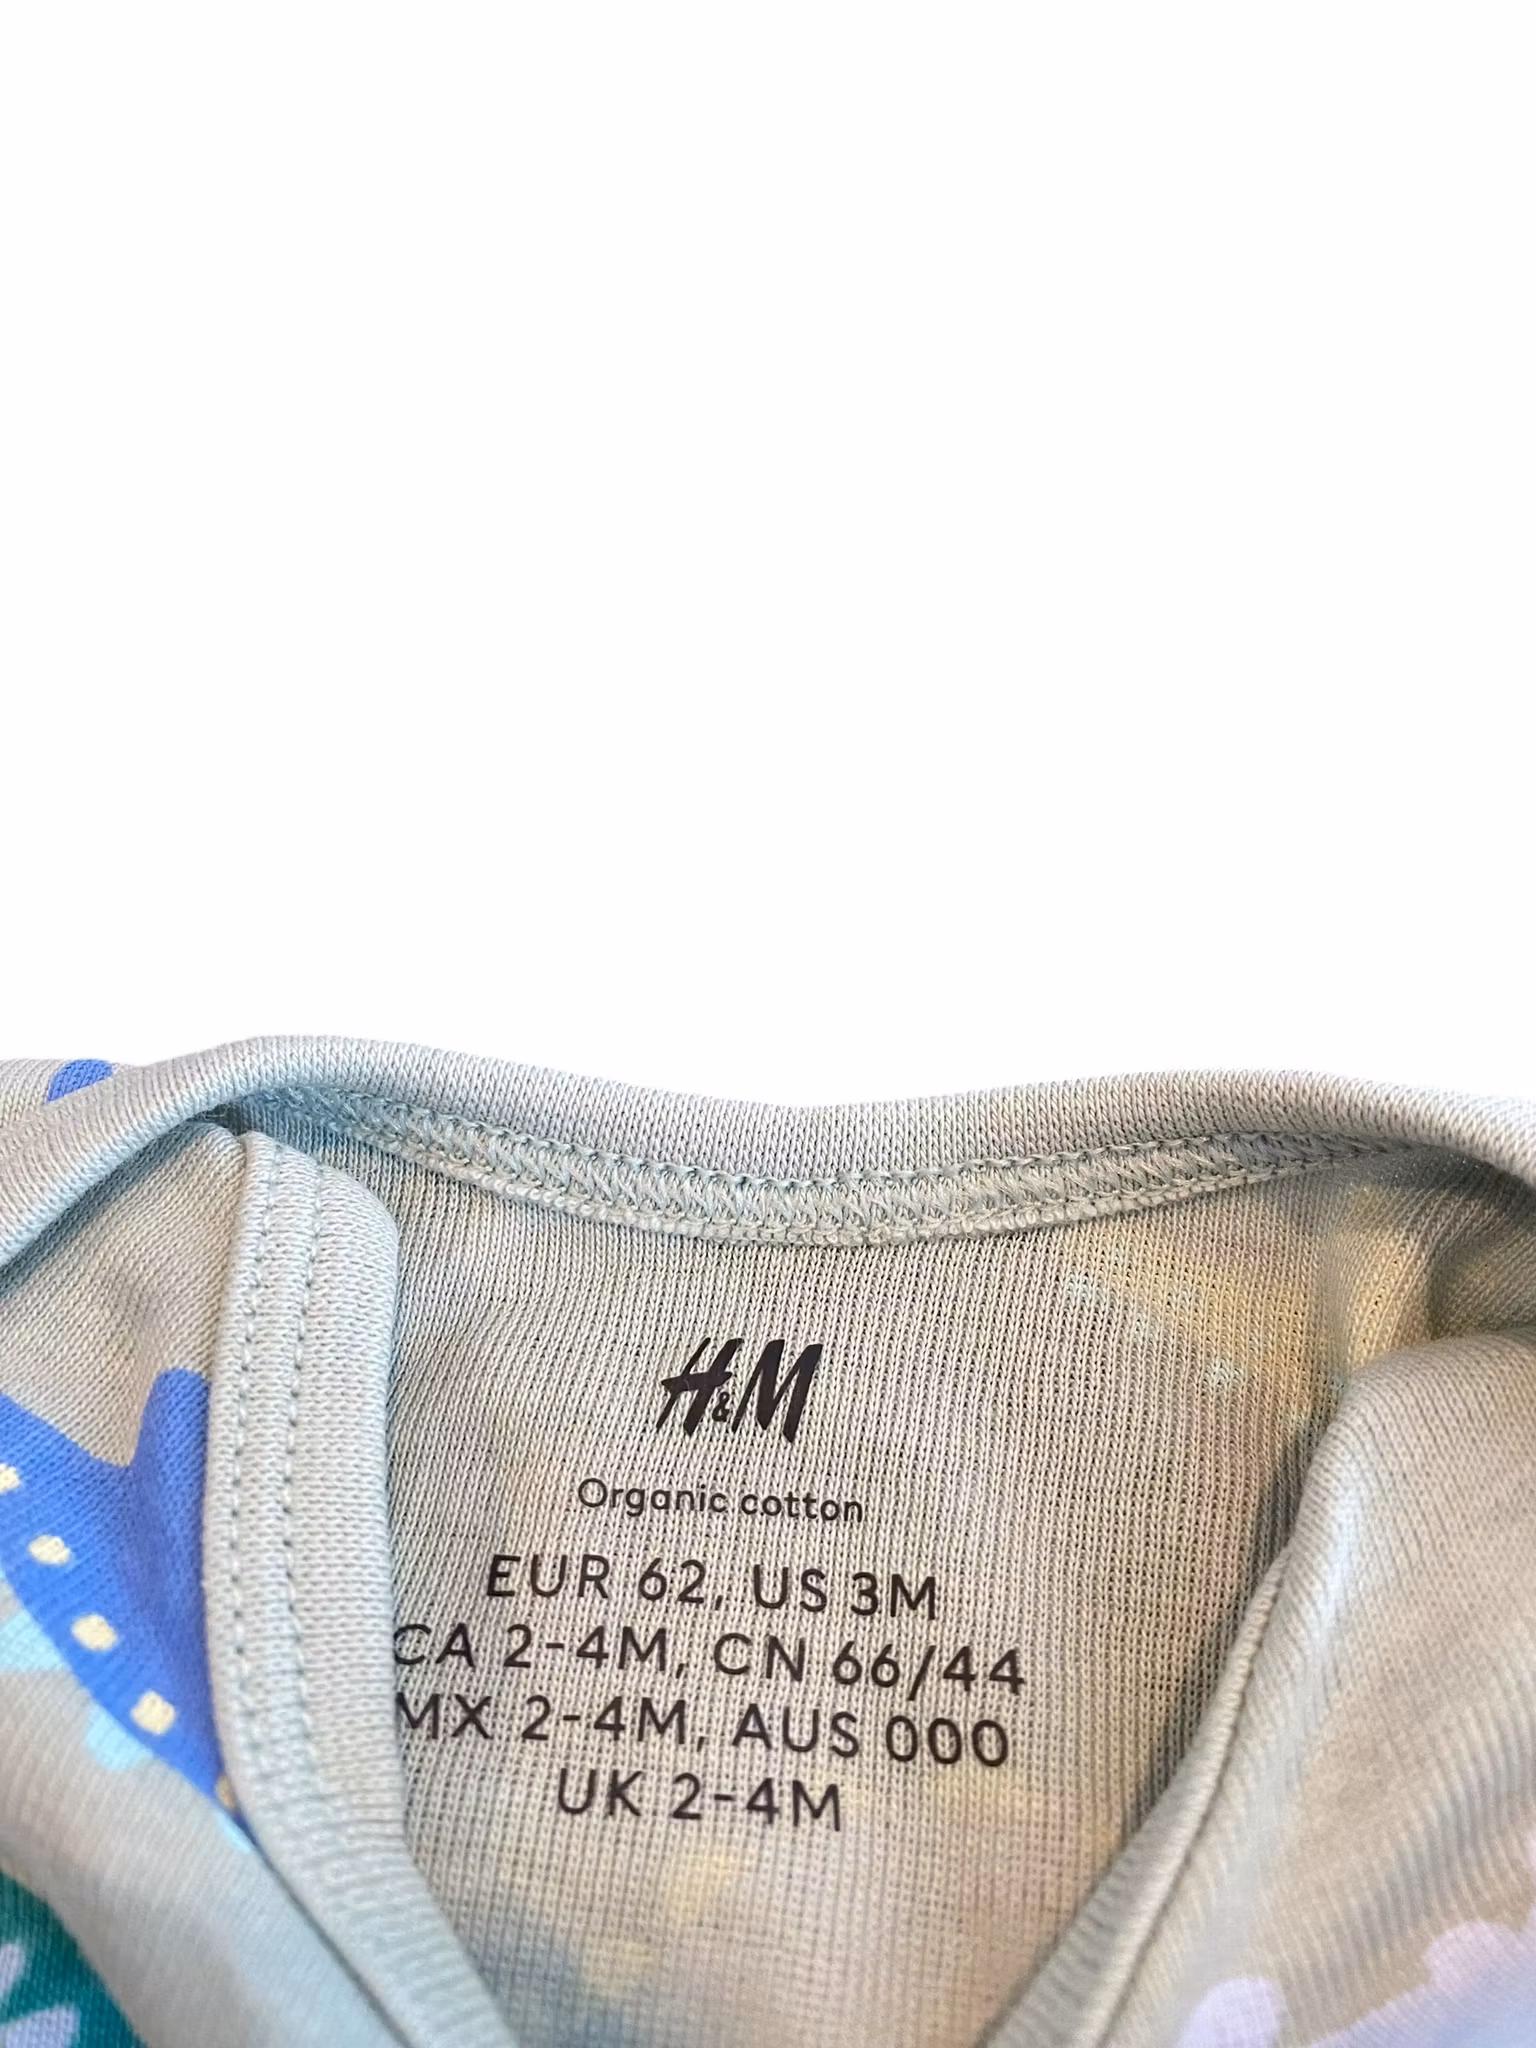 H&M
Organic cotton
EUR 62, US 3M
CA 2-4M, CN 66/44
MX 2-4M, AUS 000
UK 2-4M